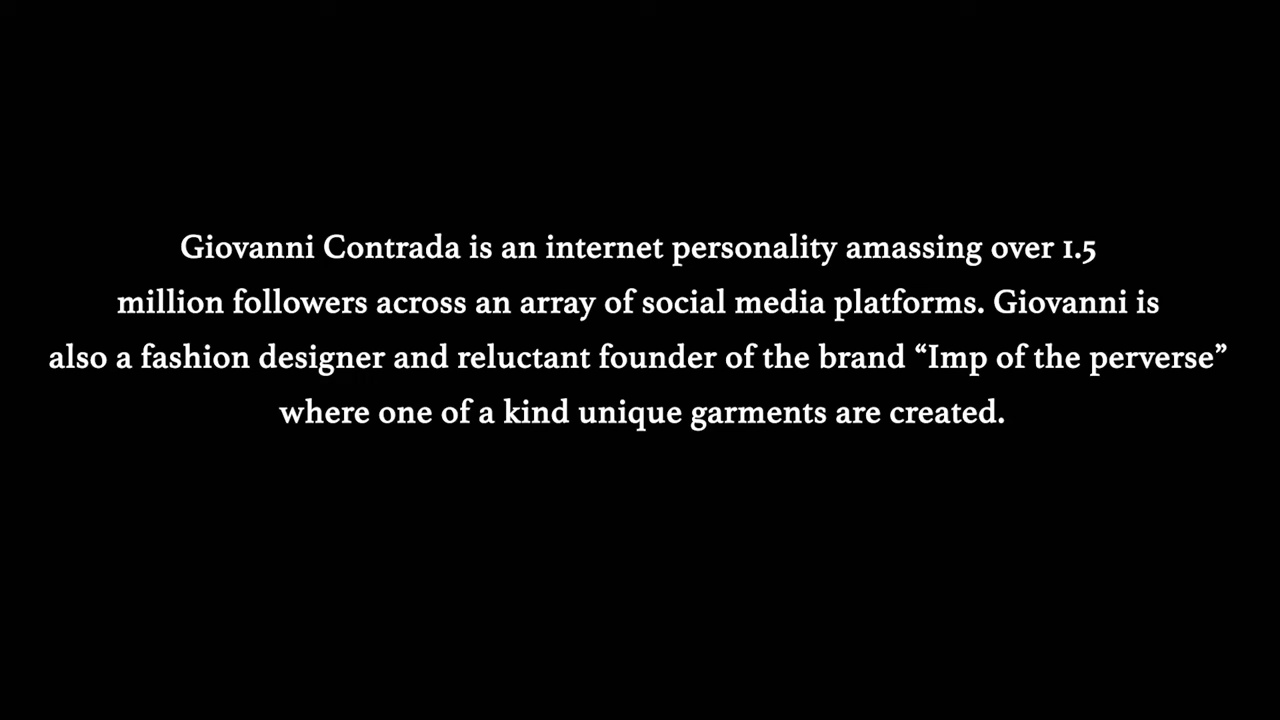 Giovanni Contrada is an internet personality amassing over 1.5
million followers across an array of social media platforms. Giovanni is
also a fashion designer and reluctant founder of the brand “Imp of the perverse”
where one of a kind unique garments are created.